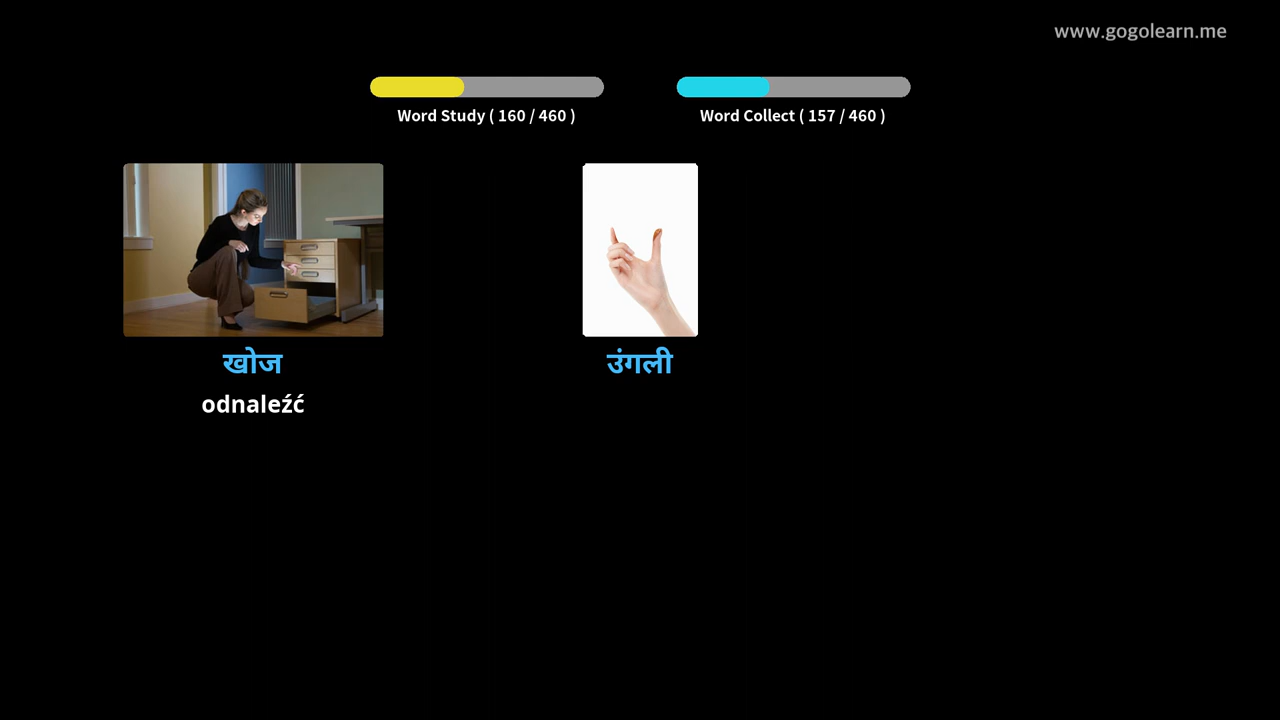 www.gogolearn.me
Word Study ( 160 / 460 )
Word Collect ( 157 / 460 )
खोज
उंगली
odnaleźć